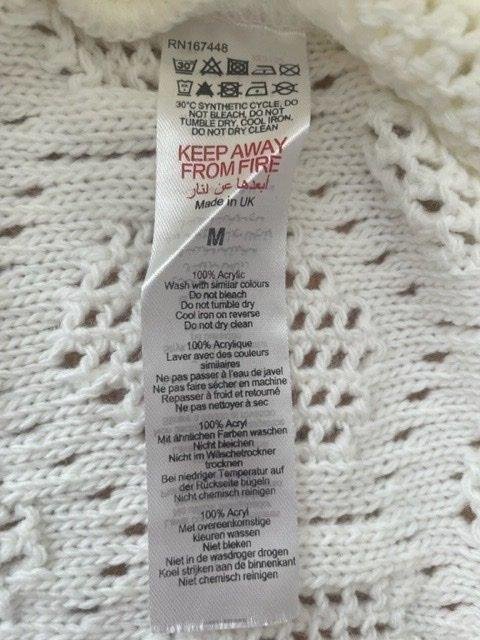 RN167448
30°
30°C SYNTHETIC CYCLE, DO
NOT BLEACH, DO NOT
TUMBLE DRY, COOL IRON,
DO NOT DRY CLEAN
KEEP AWAY
FROM FIRE
أبعدها عن لنار
Made in UK
M
100% Acrylic
Wash with similar colours
Do not bleach
Do not tumble dry
Cool iron on reverse
Do not dry clean
100% Acrylique
Laver avec des couleurs
similaires
Ne pas passer à l'eau de javel
Ne pas faire sécher en machine
Repasser à froid et retourné
Ne pas nettoyer à sec
100% Acryl
Mit ähnlichen Farben waschen
Nicht bleichen
Nicht im Wäschetrockner
trocknen
Bei niedriger Temperatur auf
der Rückseite bügeln
Nicht chemisch reinigen
100% Acryl
Met overeenkomstige
kleuren wassen
Niet bleken
Niet in de wasdroger drogen
Koel strijken aan de binnenkant
Niet chemisch reinigen